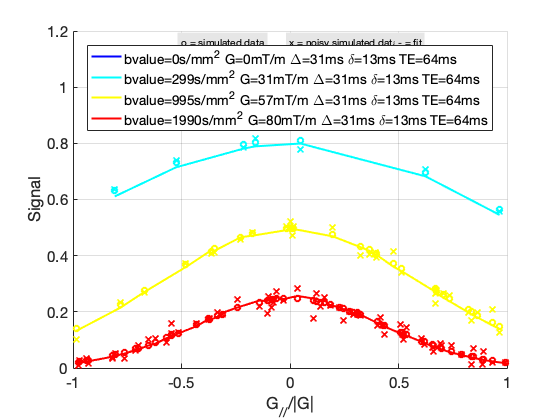 1.2
o = simulated data x = noisy simulated data - = fit
bvalue=0s/mm² G=0mT/m Δ=31ms δ=13ms TE=64ms
bvalue=299s/mm² G=31mT/m Δ=31ms δ=13ms TE=64ms
bvalue=995s/mm² G=57mT/m Δ=31ms δ=13ms TE=64ms
bvalue=1990s/mm² G=80mT/m Δ=31ms δ=13ms TE=64ms
1
0.8
0.6
0.4
0.2
0
Signal
-1 -0.5 0 0.5 1
G_{//}/|G|